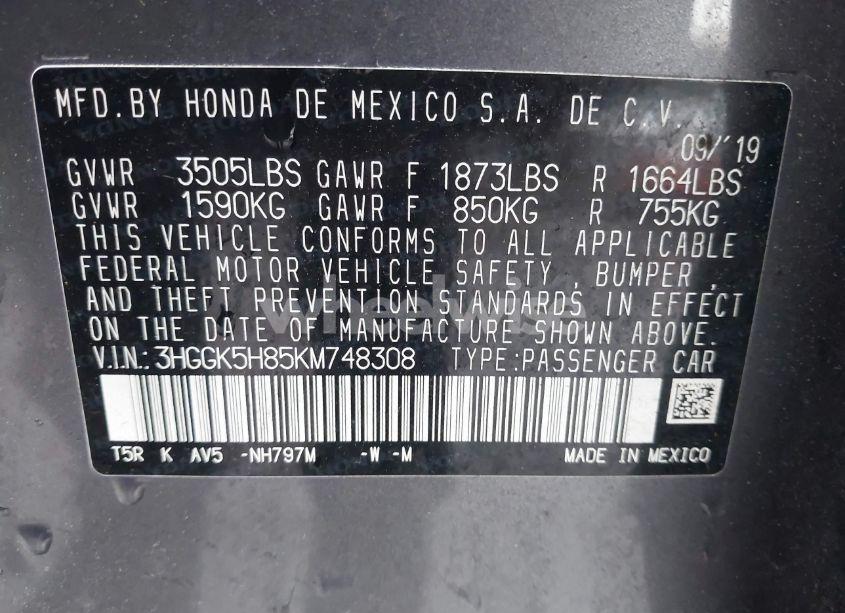 MFD.BY HONDA DE MEXICO S.A. DE C.V.
09/'19
GVWR 3505LBS GAWR F 1873LBS R 1664LBS
GVWR 1590KG GAWR F 850KG R 755KG
THIS VEHICLE CONFORMS TO ALL APPLICABLE
FEDERAL MOTOR VEHICLE SAFETY, BUMPER,
AND THEFT PREVENTION STANDARDS IN EFFECT
ON THE DATE OF MANUFACTURE SHOWN ABOVE.
V.I.N.: 3HGGK5H85KM748308 TYPE:PASSENGER CAR
T5R K AV5 -NH797M -W -M MADE IN MEXICO